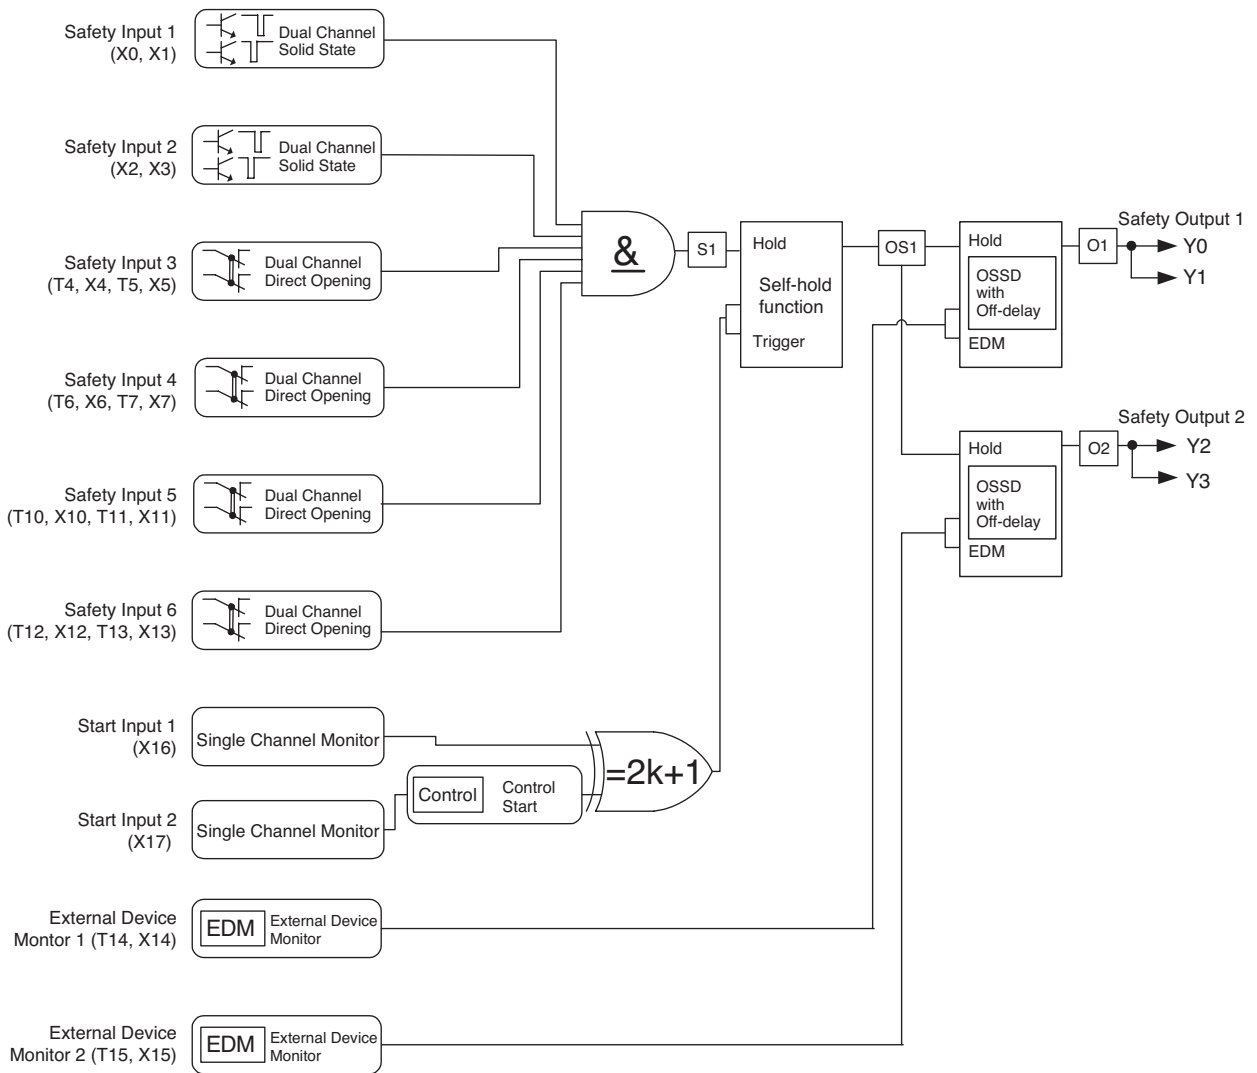 Safety Input 1
(X0, X1)
Dual Channel
Solid State
Safety Input 2
(X2, X3)
Dual Channel
Solid State
Safety Input 3
(T4, X4, T5, X5)
Dual Channel
Direct Opening
Safety Input 4
(T6, X6, T7, X7)
Dual Channel
Direct Opening
Safety Input 5
(T10, X10, T11, X11)
Dual Channel
Direct Opening
Safety Input 6
(T12, X12, T13, X13)
Dual Channel
Direct Opening
Start Input 1
(X16)
Single Channel Monitor
Start Input 2
(X17)
Single Channel Monitor
Control
Control
Start
=2k+1
External Device
Montor 1 (T14, X14)
EDM
External Device
Monitor
External Device
Monitor 2 (T15, X15)
EDM
External Device
Monitor
&
S1
Hold
Self-hold
function
Trigger
OS1
Hold
OSSD
with
Off-delay
EDM
O1
Safety Output 1
Y0
Y1
Hold
OSSD
with
Off-delay
EDM
O2
Safety Output 2
Y2
Y3